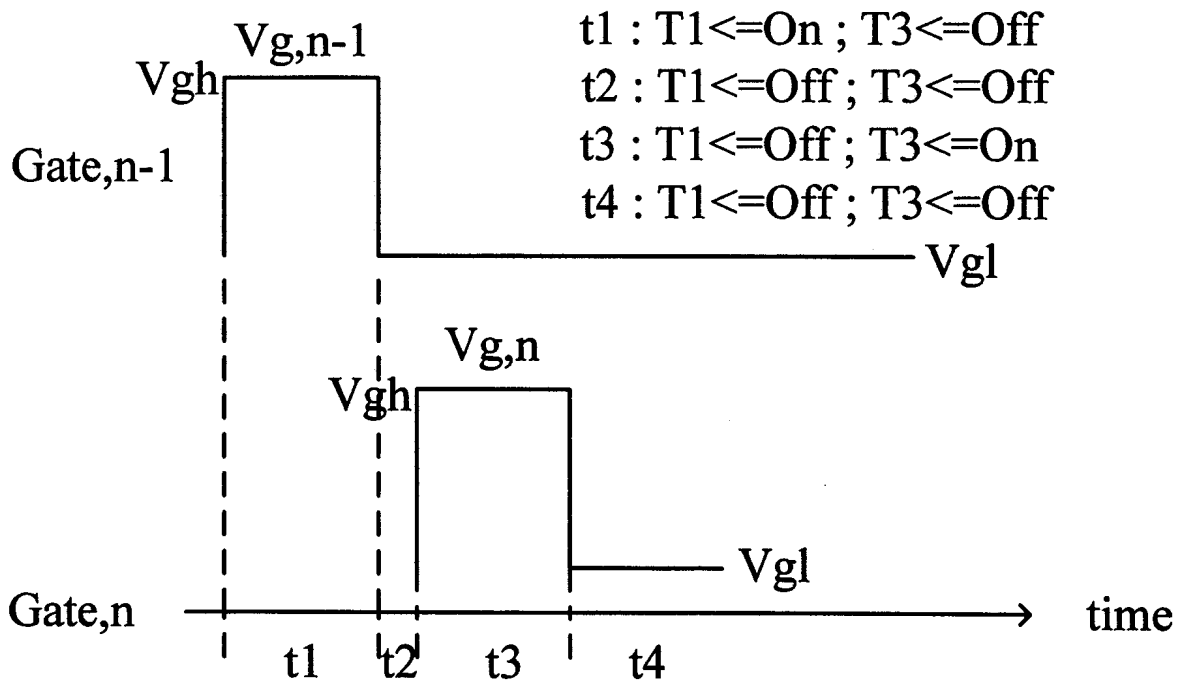 Vg,n-1
Vgh
Gate,n-1
t1 : T1<=On ; T3<=Off
t2 : T1<=Off ; T3<=Off
t3 : T1<=Off ; T3<=On
t4 : T1<=Off ; T3<=Off
Vgl
Vg,n
Vgh
Vgl
Gate,n
time
t1
t2
t3
t4